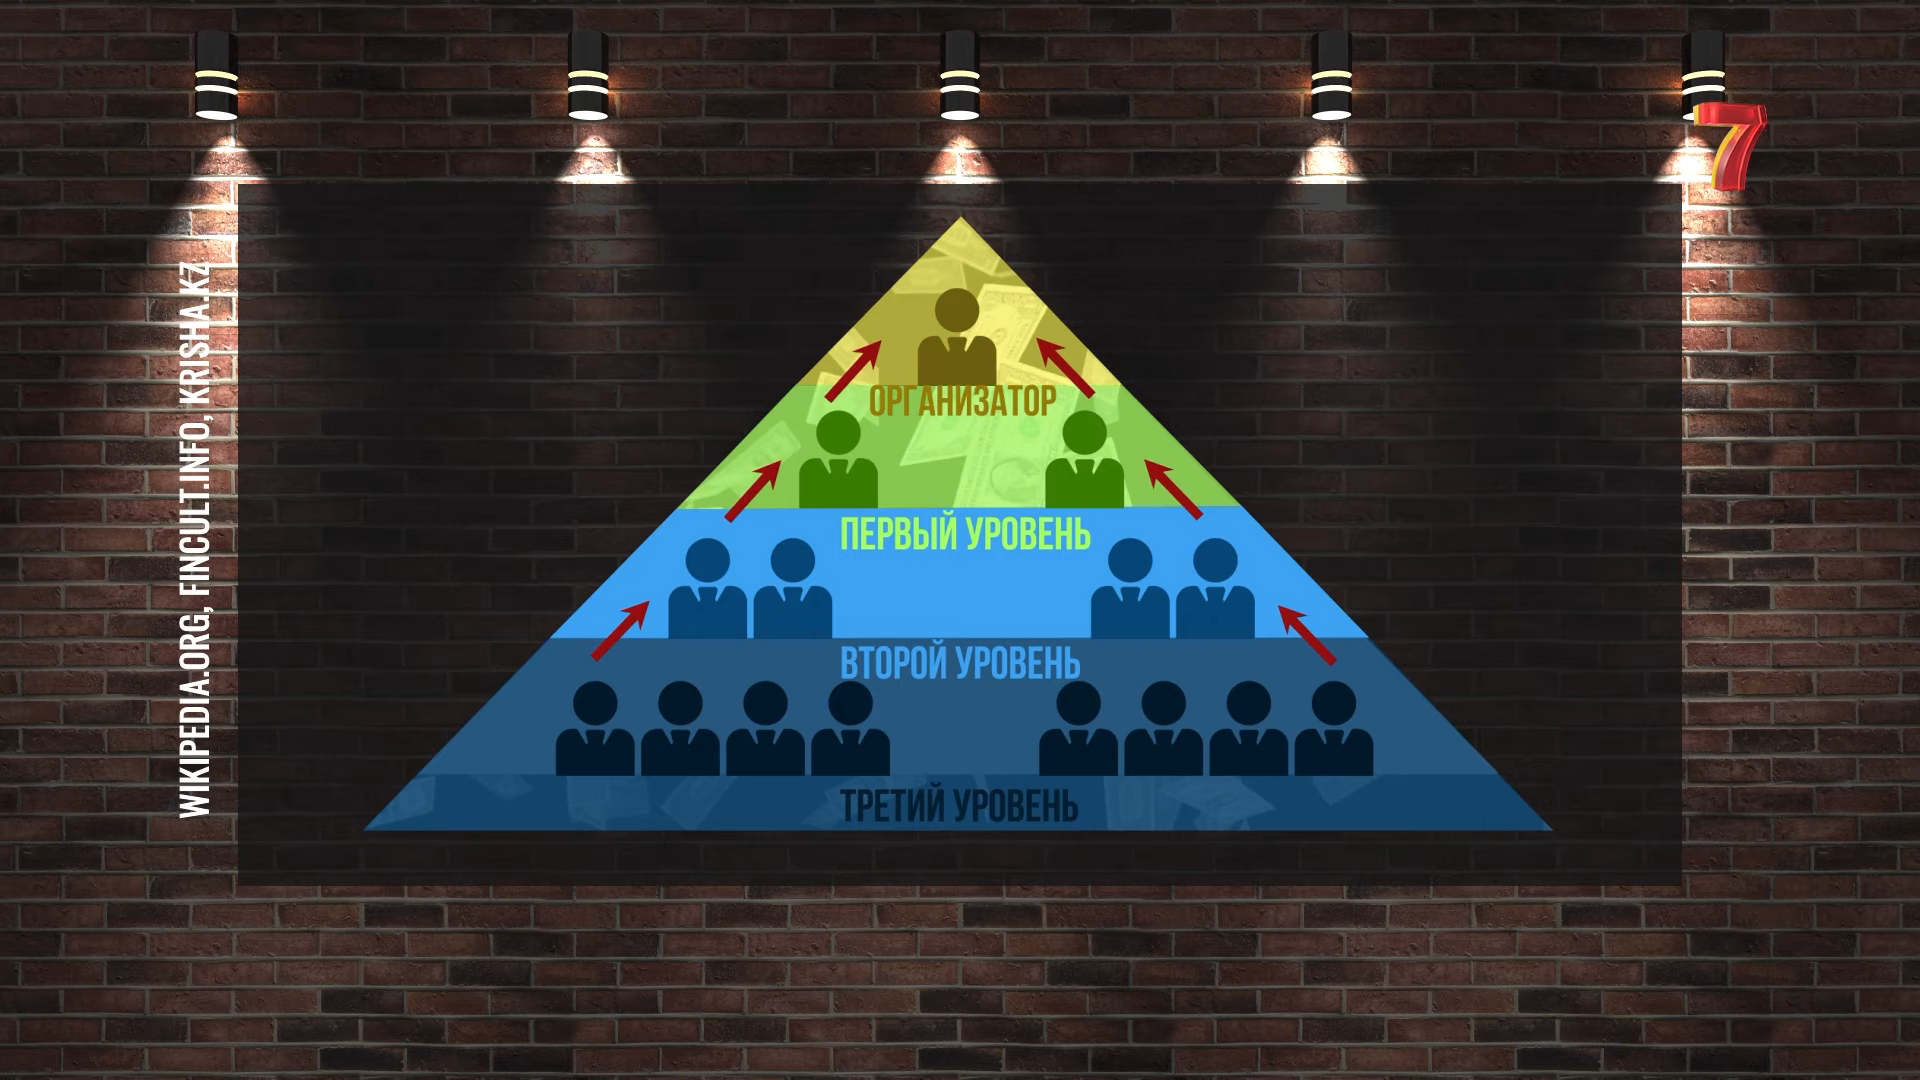 7
ОРГАНИЗАТОР
ПЕРВЫЙ УРОВЕНЬ
ВТОРОЙ УРОВЕНЬ
ТРЕТИЙ УРОВЕНЬ
WIKIPEDIA.ORG, FINCULT.INFO, KRISHA.KZ